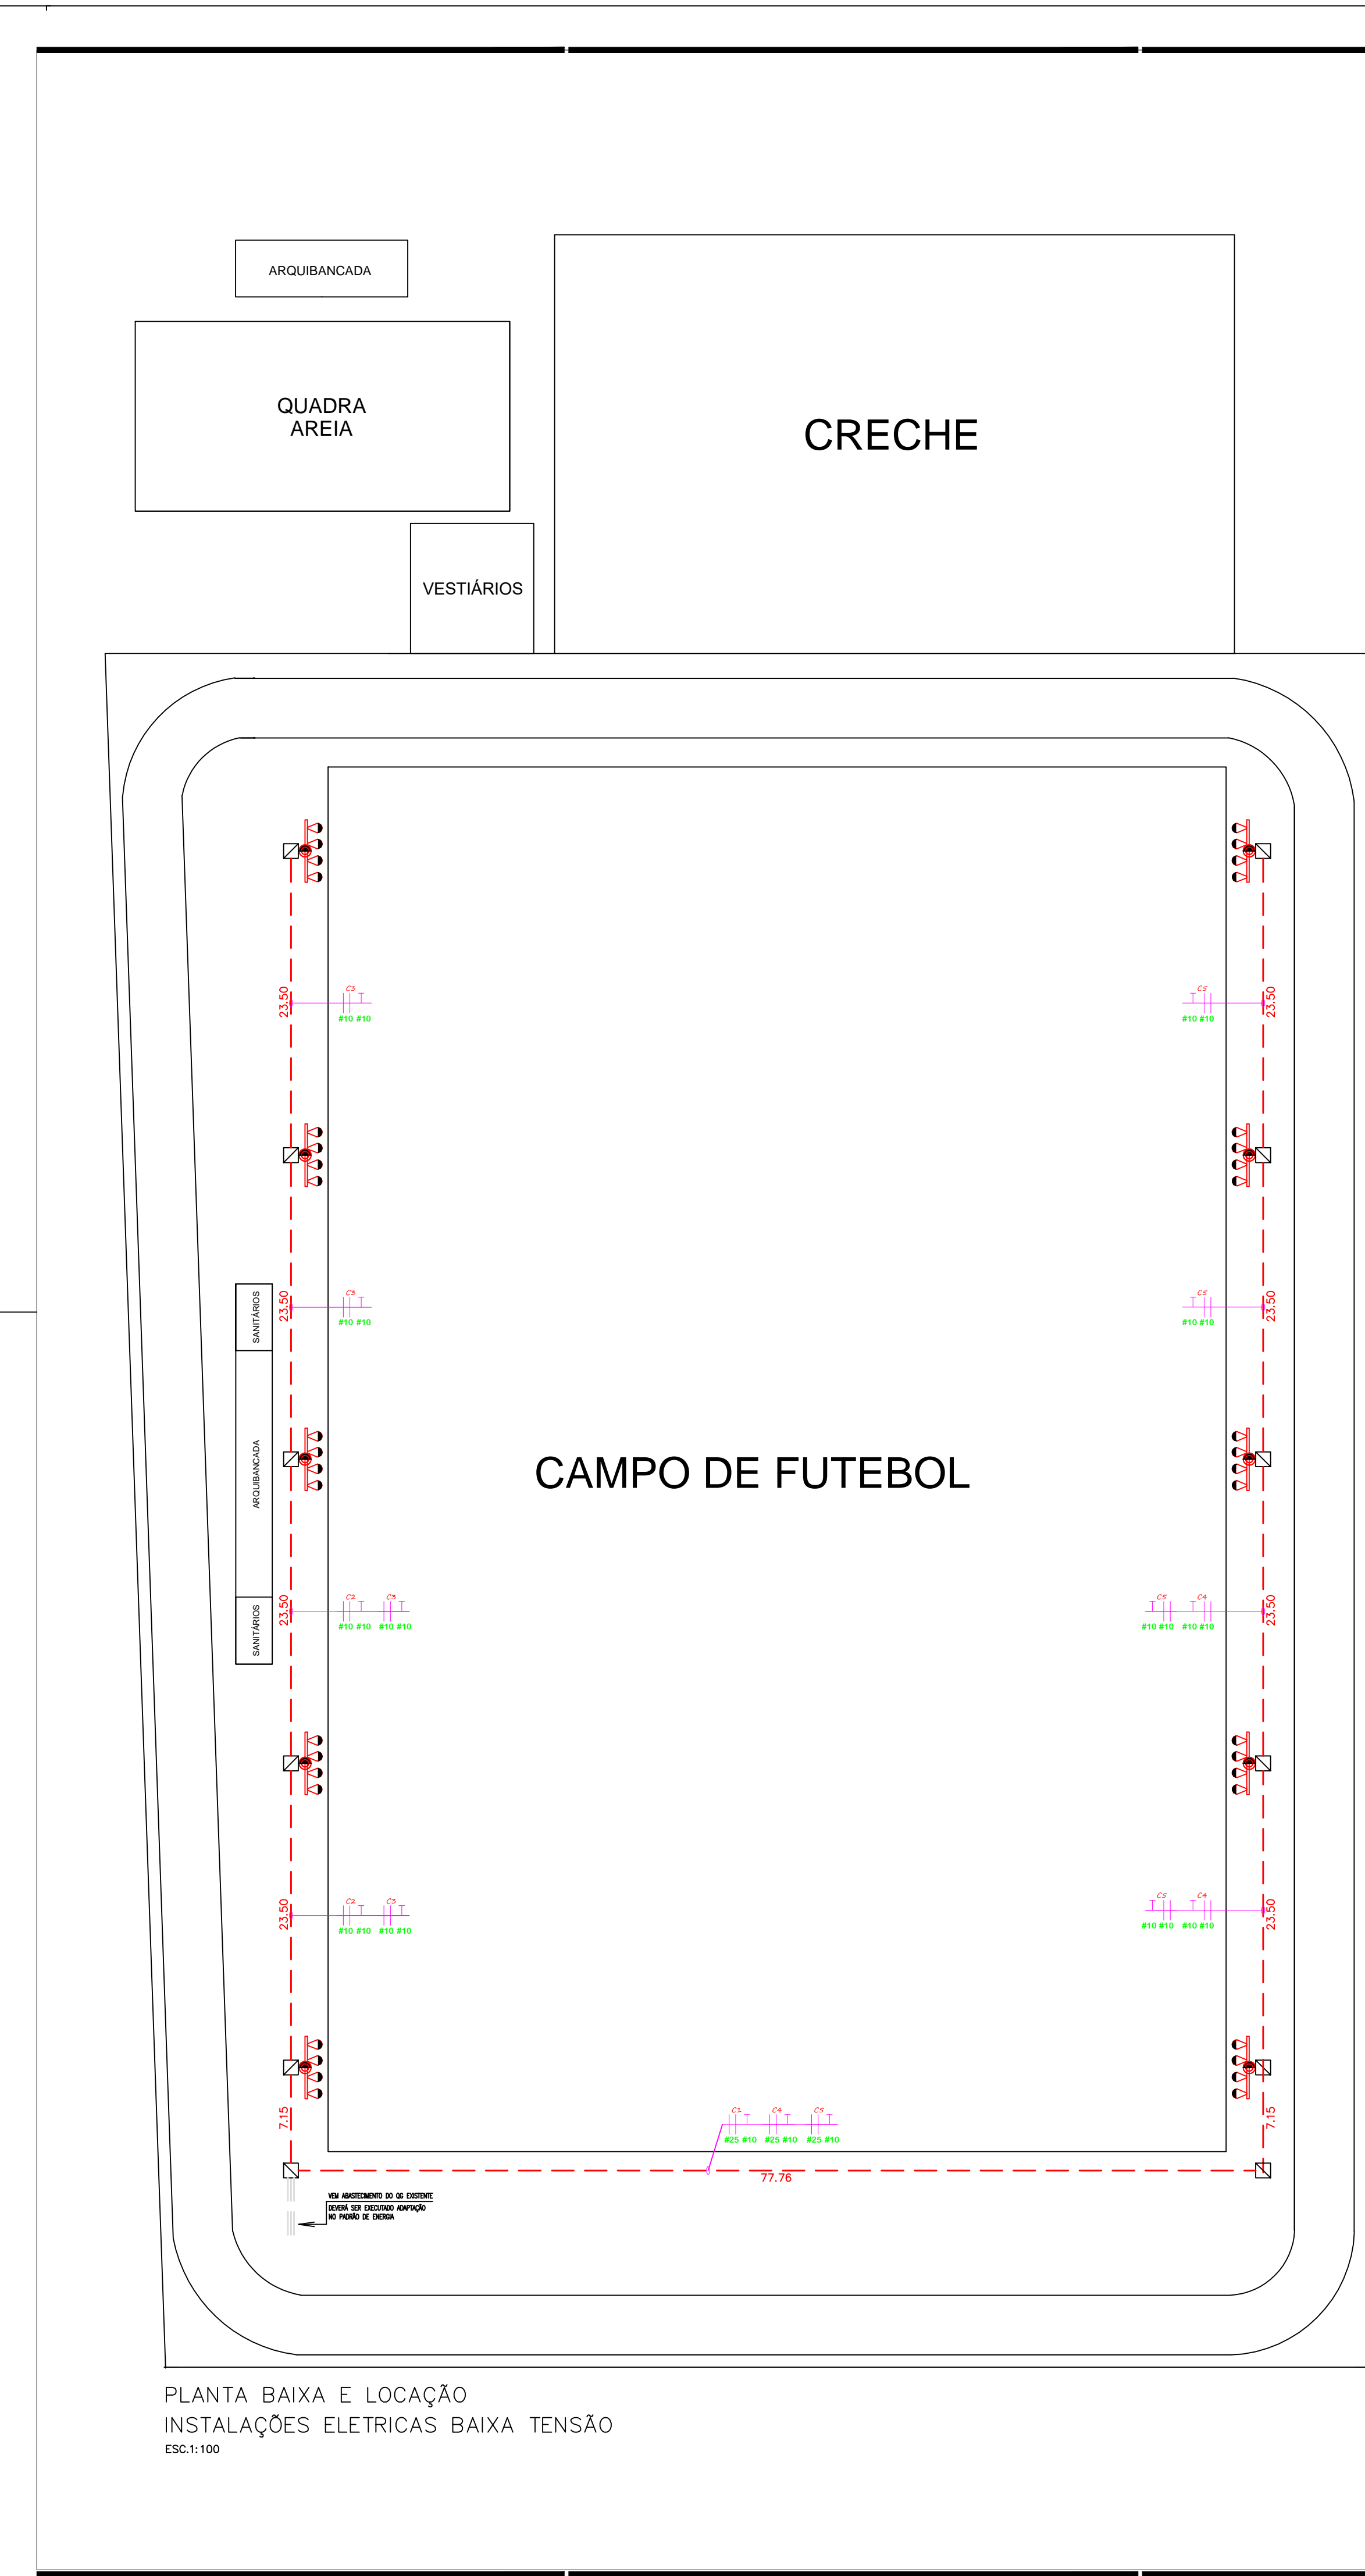 ARQUIBANCADA
QUADRA
AREIA
CRECHE
VESTIÁRIOS
C3
#10 #10
23.50
C5
#10 #10
23.50
C3
#10 #10
23.50
C5
#10 #10
23.50
SANITÁRIOS
ARQUIBANCADA
SANITÁRIOS
CAMPO DE FUTEBOL
23.50
C2 C3
#10 #10 #10 #10
C5 C4
#10 #10 #10 #10
23.50
23.50
C2 C3
#10 #10 #10 #10
C5 C4
#10 #10 #10 #10
23.50
7.15
C1 C4 C5
#25 #10 #25 #10 #25 #10
7.15
77.76
VEM ABASTECIMENTO DO QG EXISTENTE
DEVERÁ SER EXECUTADO ADAPTAÇÃO
NO PADRÃO DE ENERGIA
PLANTA BAIXA E LOCAÇÃO
INSTALAÇÕES ELETRICAS BAIXA TENSÃO
ESC.1:100